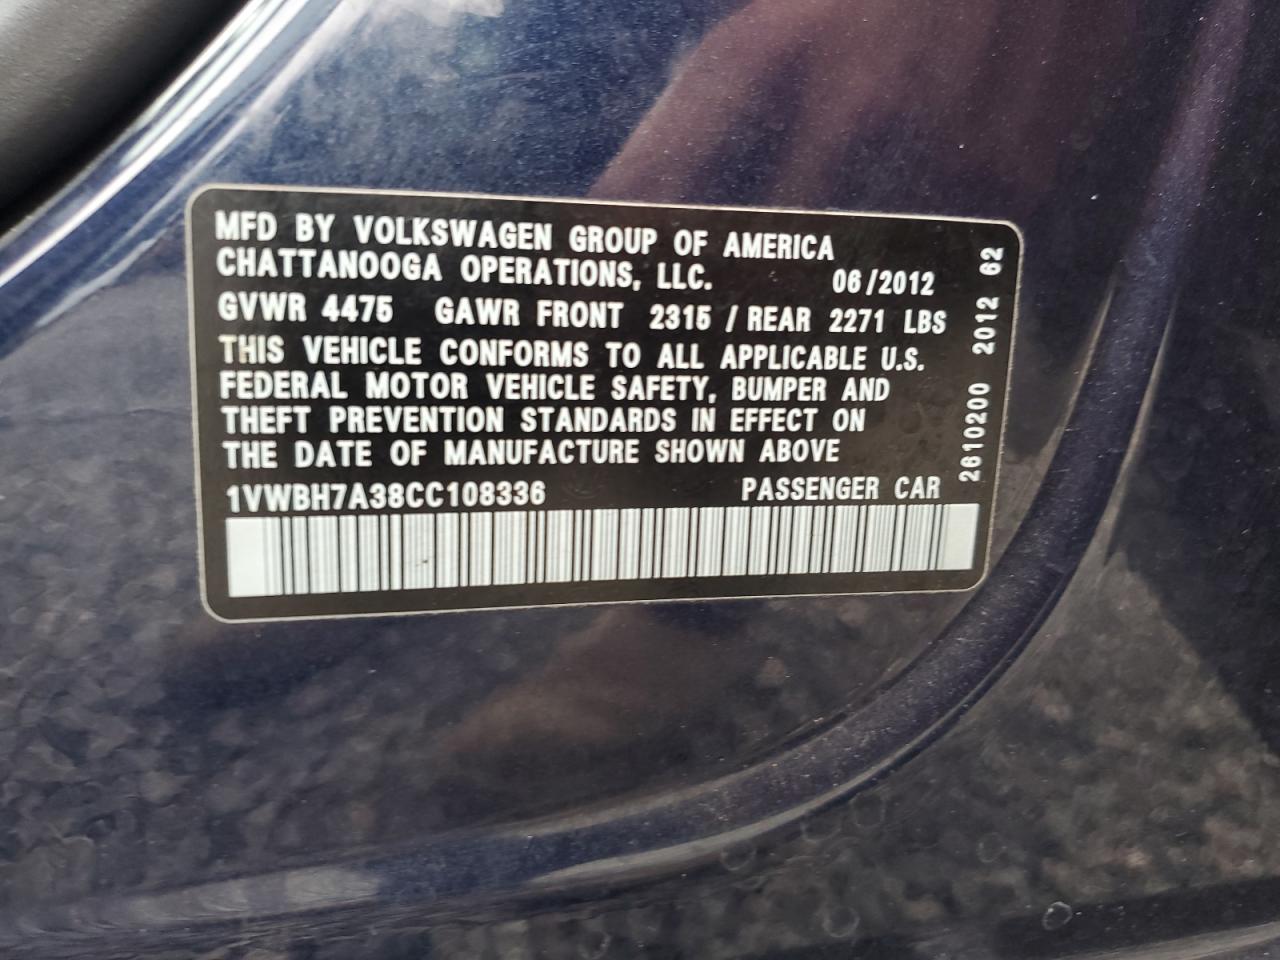 MFD BY VOLKSWAGEN GROUP OF AMERICA
CHATTANOOGA OPERATIONS, LLC. 06/2012
GVWR 4475 GAWR FRONT 2315 / REAR 2271 LBS
THIS VEHICLE CONFORMS TO ALL APPLICABLE U.S.
FEDERAL MOTOR VEHICLE SAFETY, BUMPER AND
THEFT PREVENTION STANDARDS IN EFFECT ON
THE DATE OF MANUFACTURE SHOWN ABOVE
1VWBH7A38CC108336 PASSENGER CAR
2610200 2012 62